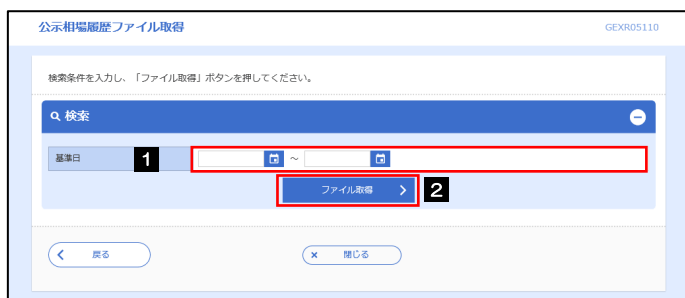 公示相場履歴ファイル取得 GEXR05110
検索条件を入力し、「ファイル取得」ボタンを押してください。
検索
基準日 1 ～
ファイル取得 2
戻る 閉じる